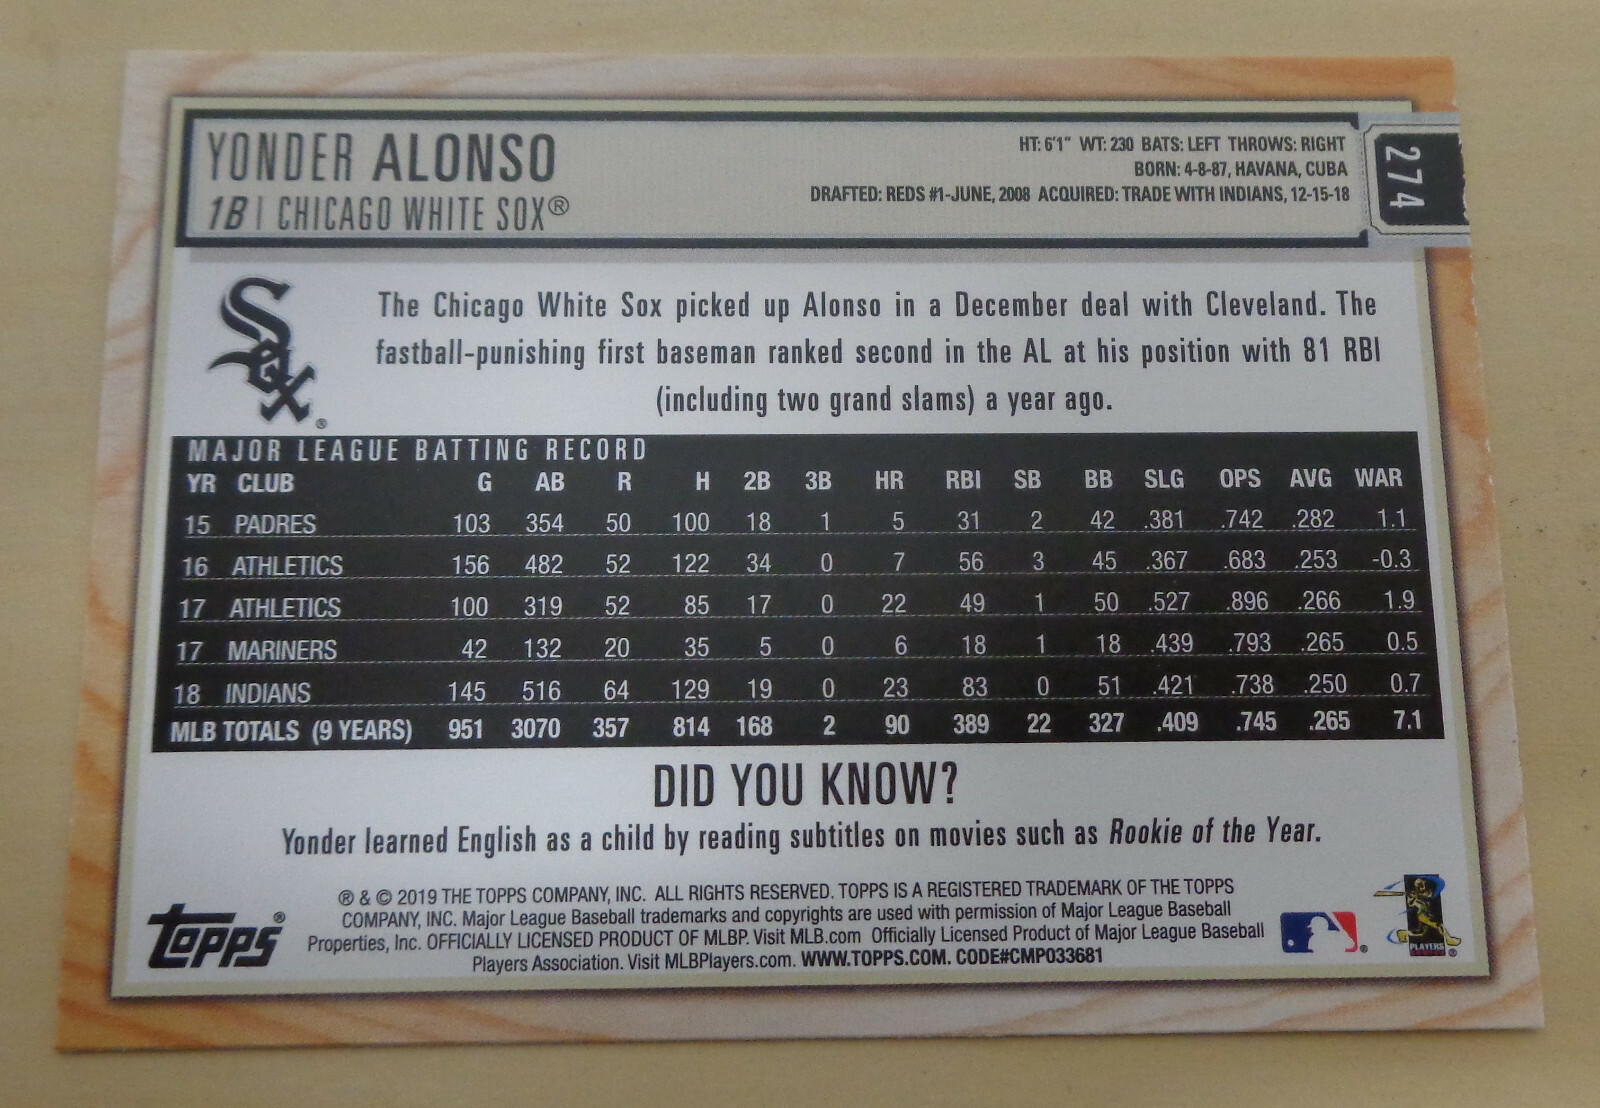 YONDER ALONSO
1B | CHICAGO WHITE SOX®
HT: 6'1" WT: 230 BATS: LEFT THROWS: RIGHT
BORN: 4-8-87, HAVANA, CUBA
DRAFTED: REDS #1-JUNE, 2008 ACQUIRED: TRADE WITH INDIANS, 12-15-18
274
Sox®
The Chicago White Sox picked up Alonso in a December deal with Cleveland. The
fastball-punishing first baseman ranked second in the AL at his position with 81 RBI
(including two grand slams) a year ago.
MAJOR LEAGUE BATTING RECORD
YR CLUB G AB R H 2B 3B HR RBI SB BB SLG OPS AVG WAR
15 PADRES 103 354 50 100 18 1 5 31 2 42 .381 .742 .282 1.1
16 ATHLETICS 156 482 52 122 34 0 7 56 3 45 .367 .683 .253 -0.3
17 ATHLETICS 100 319 52 85 17 0 22 49 1 50 .527 .896 .266 1.9
17 MARINERS 42 132 20 35 5 0 6 18 1 18 .439 .793 .265 0.5
18 INDIANS 145 516 64 129 19 0 23 83 0 51 .421 .738 .250 0.7
MLB TOTALS (9 YEARS) 951 3070 357 814 168 2 90 389 22 327 .409 .745 .265 7.1
DID YOU KNOW?
Yonder learned English as a child by reading subtitles on movies such as Rookie of the Year.
® & © 2019 THE TOPPS COMPANY, INC. ALL RIGHTS RESERVED. TOPPS IS A REGISTERED TRADEMARK OF THE TOPPS
COMPANY, INC. Major League Baseball trademarks and copyrights are used with permission of Major League Baseball
Properties, Inc. OFFICIALLY LICENSED PRODUCT OF MLBP. Visit MLB.com Officially Licensed Product of Major League Baseball
Players Association. Visit MLBPlayers.com. WWW.TOPPS.COM. CODE#CMP033681
Topps®
PLAYERS